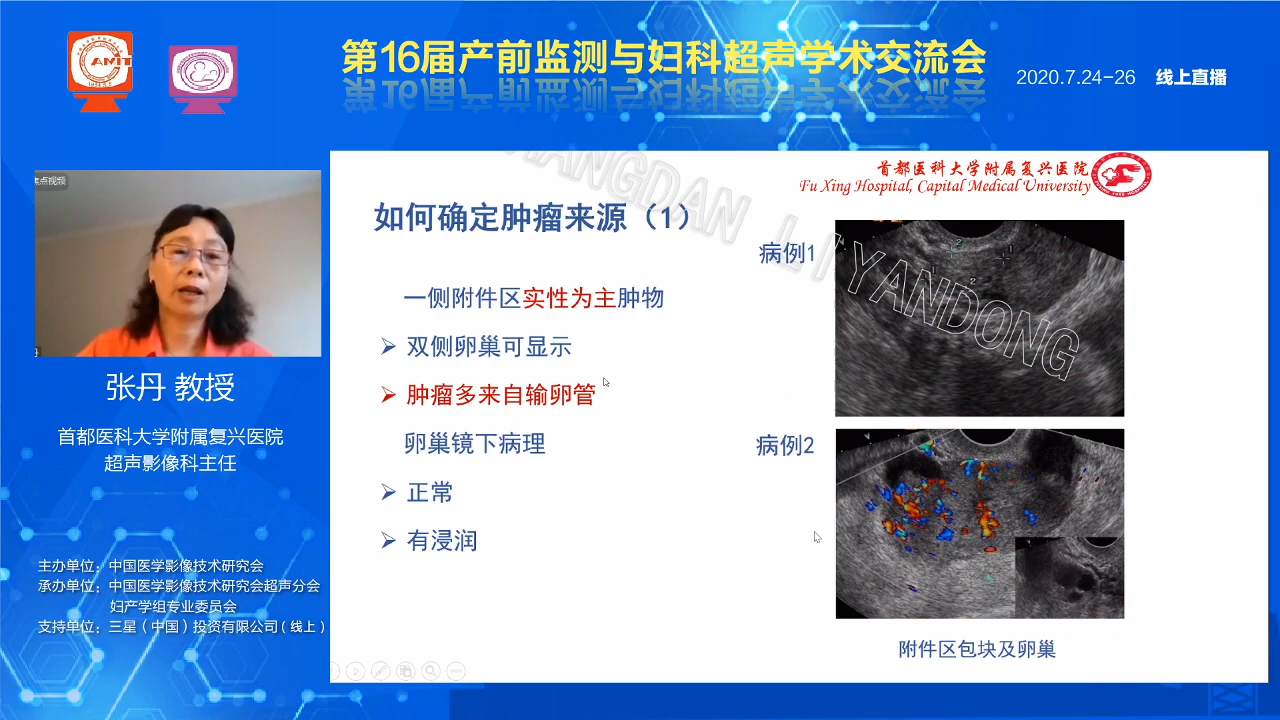 第16届产前监测与妇科超声学术交流会
2020.7.24-26 线上直播
CAMIT
焦点视频
张丹 教授
首都医科大学附属复兴医院
超声影像科主任
主办单位：中国医学影像技术研究会
承办单位：中国医学影像技术研究会超声分会
妇产学组专业委员会
支持单位：三星（中国）投资有限公司（线上）
首都医科大学附属复兴医院
Fu Xing Hospital, Capital Medical University
如何确定肿瘤来源（1）
一侧附件区实性为主肿物
➢ 双侧卵巢可显示
➢ 肿瘤多来自输卵管
卵巢镜下病理
➢ 正常
➢ 有浸润
病例1
病例2
附件区包块及卵巢
ANGDAN LIYANDONG